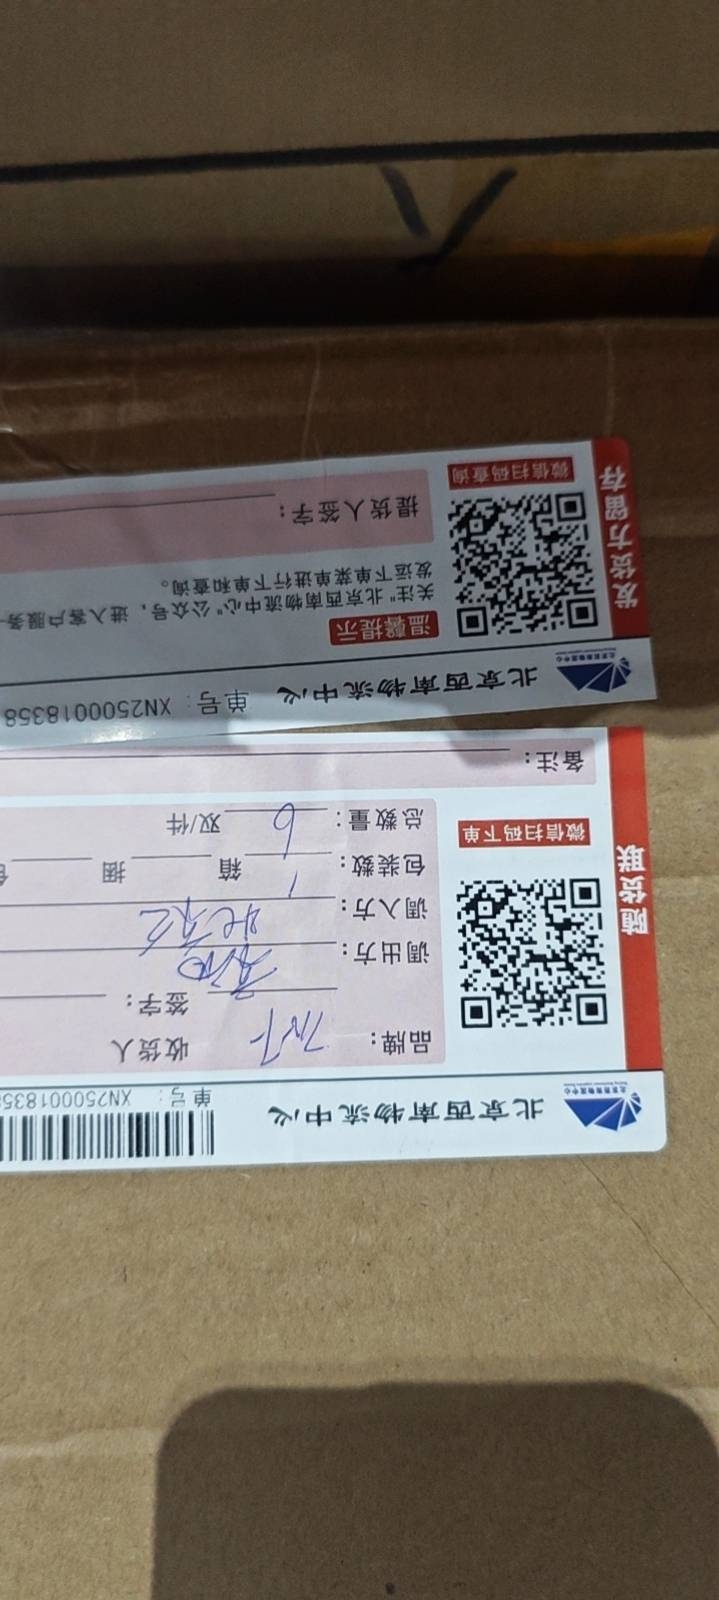 北京西南物流中心 单号: XN250001835
随货联
微信扫码下单
品牌:
收货人
签字:
调出方:
调入方:
包装数: 1 箱 捆
总数量: 6 双/件
备注:
北京西南物流中心 单号: XN2500018358
发货方留存
温馨提示
关注"北京西南物流中心"公众号，进入客户服务
发运下单菜单进行下单和查询。
提货人签字:
微信扫码查询